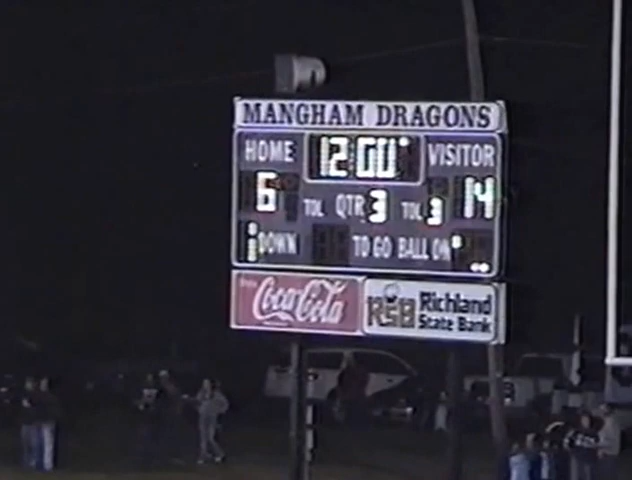 MANGHAM DRAGONS
HOME 12:00 VISITOR
6 TOL QTR 3 TOL 3 14
DOWN TO GO BALL ON
Coca-Cola
RSB Richland
State Bank